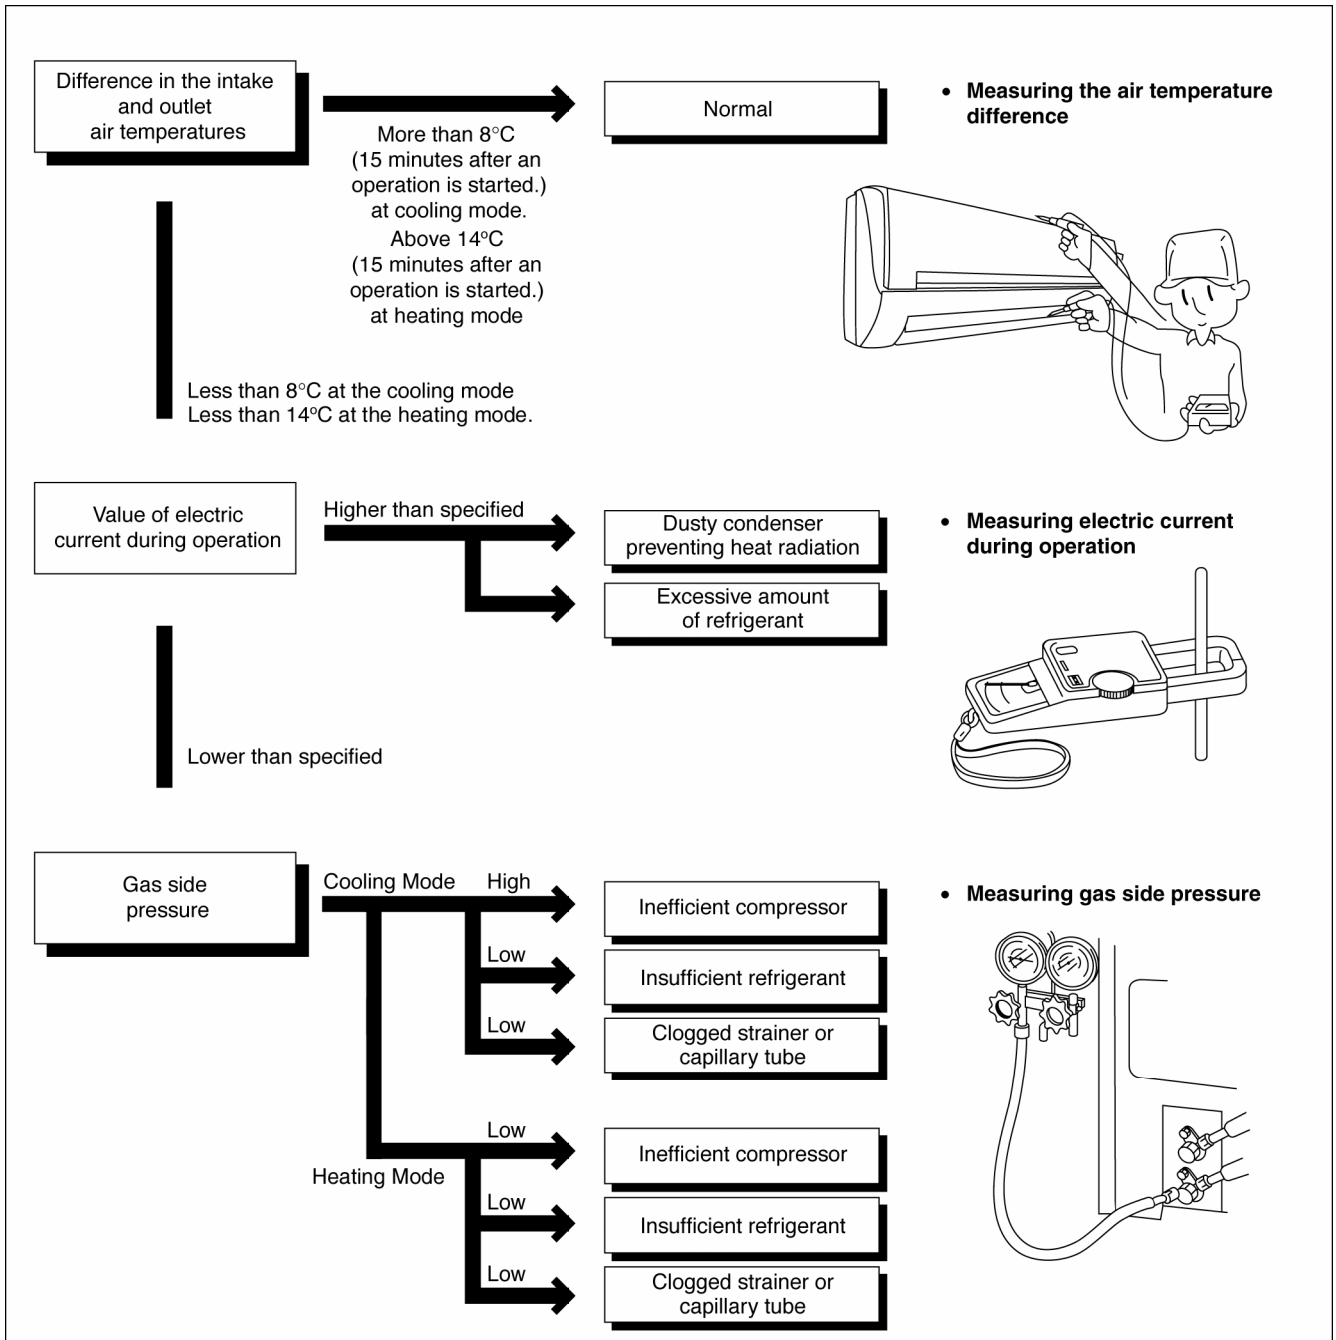 Difference in the intake
and outlet
air temperatures
More than 8°C
(15 minutes after an
operation is started.)
at cooling mode.
Above 14°C
(15 minutes after an
operation is started.)
at heating mode
Normal
• Measuring the air temperature
difference
Less than 8°C at the cooling mode
Less than 14°C at the heating mode.
Value of electric
current during operation
Higher than specified
Dusty condenser
preventing heat radiation
Excessive amount
of refrigerant
• Measuring electric current
during operation
Lower than specified
Gas side
pressure
Cooling Mode
High
Inefficient compressor
Low
Insufficient refrigerant
Low
Clogged strainer or
capillary tube
• Measuring gas side pressure
Heating Mode
Low
Inefficient compressor
Low
Insufficient refrigerant
Low
Clogged strainer or
capillary tube